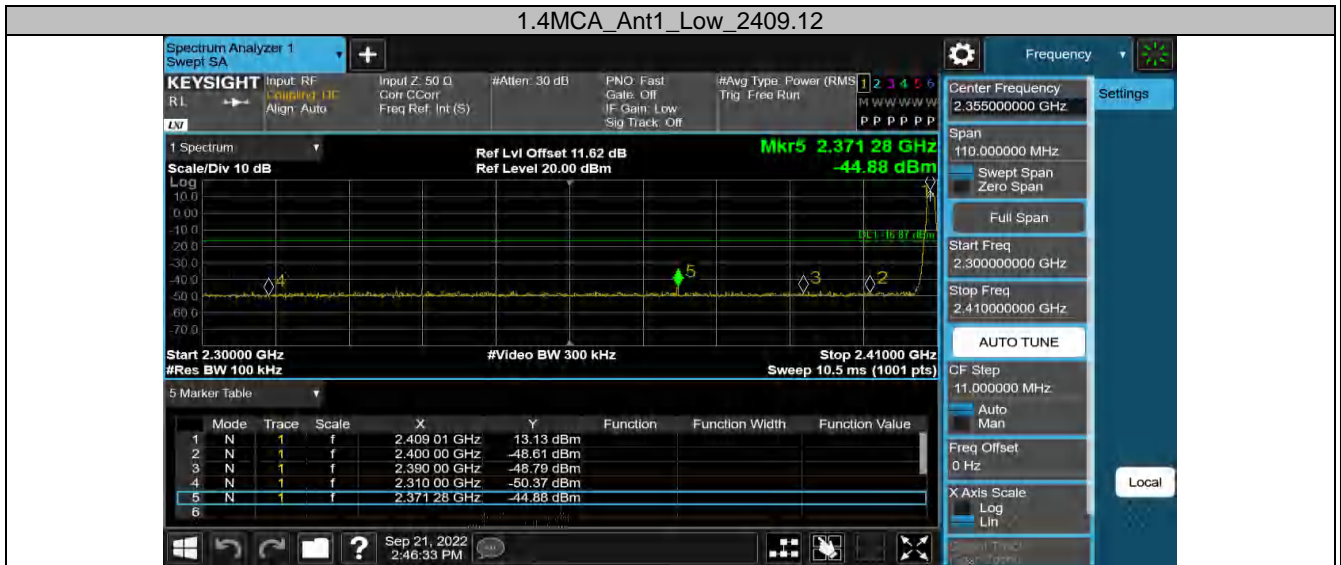 1.4MCA_Ant1_Low_2409.12
Spectrum Analyzer 1
Swept SA
Frequency
KEYSIGHT
RL
LXI
Input: RF
Coupling: DC
Align: Auto
Input Z: 50 Ω
Corr CCorr
Freq Ref: Int (S)
#Atten: 30 dB
PNO: Fast
Gate: Off
IF Gain: Low
Sig Track: Off
#Avg Type: Power (RMS
Trig: Free Run
1 2 3 4 5 6
M W W W W W
P P P P P P
1 Spectrum
Scale/Div 10 dB
Ref Lvl Offset 11.62 dB
Ref Level 20.00 dBm
Mkr5 2.371 28 GHz
-44.88 dBm
Log
10.0
0.00
-10.0
-20.0
-30.0
-40.0
-50.0
-60.0
-70.0
DL1 -16.87 dBm
4
5
3
2
Start 2.30000 GHz
#Video BW 300 kHz
Stop 2.41000 GHz
#Res BW 100 kHz
Sweep 10.5 ms (1001 pts)
5 Marker Table
Mode Trace Scale X Y Function Function Width Function Value
1 N 1 f 2.409 01 GHz 13.13 dBm
2 N 1 f 2.400 00 GHz -48.61 dBm
3 N 1 f 2.390 00 GHz -48.79 dBm
4 N 1 f 2.310 00 GHz -50.37 dBm
5 N 1 f 2.371 28 GHz -44.88 dBm
6
Sep 21, 2022
2:46:33 PM
Center Frequency
2.355000000 GHz
Settings
Span
110.000000 MHz
Swept Span
Zero Span
Full Span
Start Freq
2.300000000 GHz
Stop Freq
2.410000000 GHz
AUTO TUNE
CF Step
11.000000 MHz
Auto
Man
Freq Offset
0 Hz
X Axis Scale
Log
Lin
Local